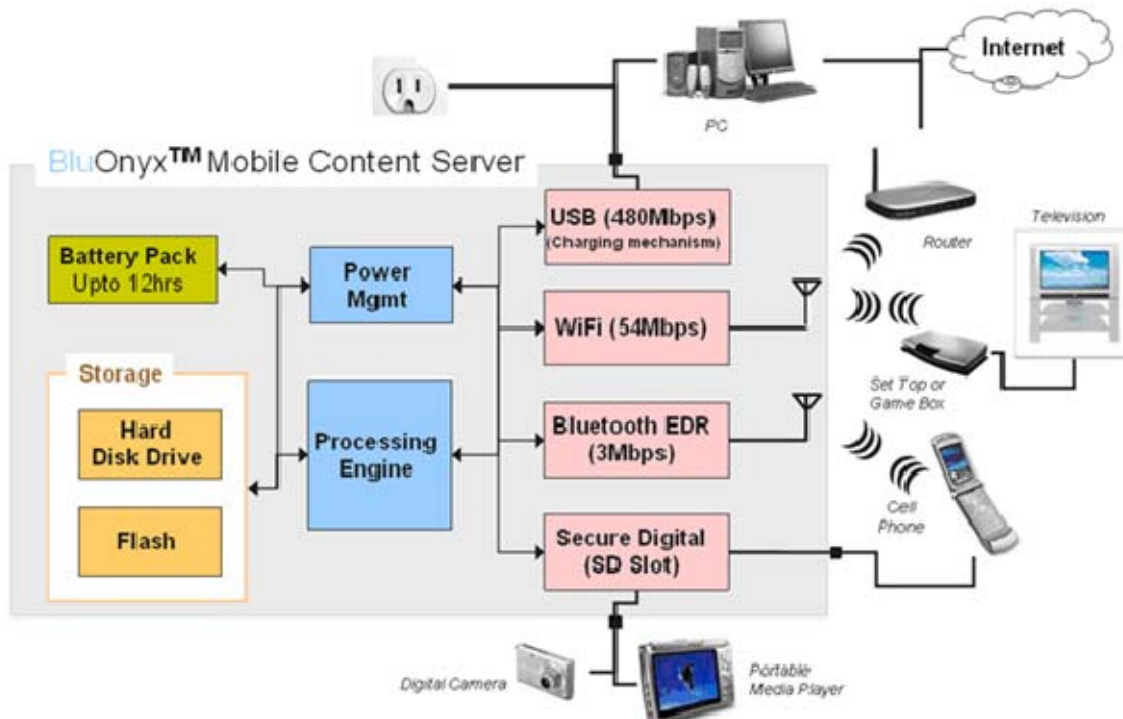 Internet
PC
BluOnyx™ Mobile Content Server
USB (480Mbps)
(Charging mechanism)
Television
Router
Battery Pack
Upto 12hrs
Power
Mgmt
WiFi (54Mbps)
Storage
Set Top or
Game Box
Hard
Disk Drive
Processing
Engine
Bluetooth EDR
(3Mbps)
Flash
Cell
Phone
Secure Digital
(SD Slot)
Digital Camera
Portable
Media Player